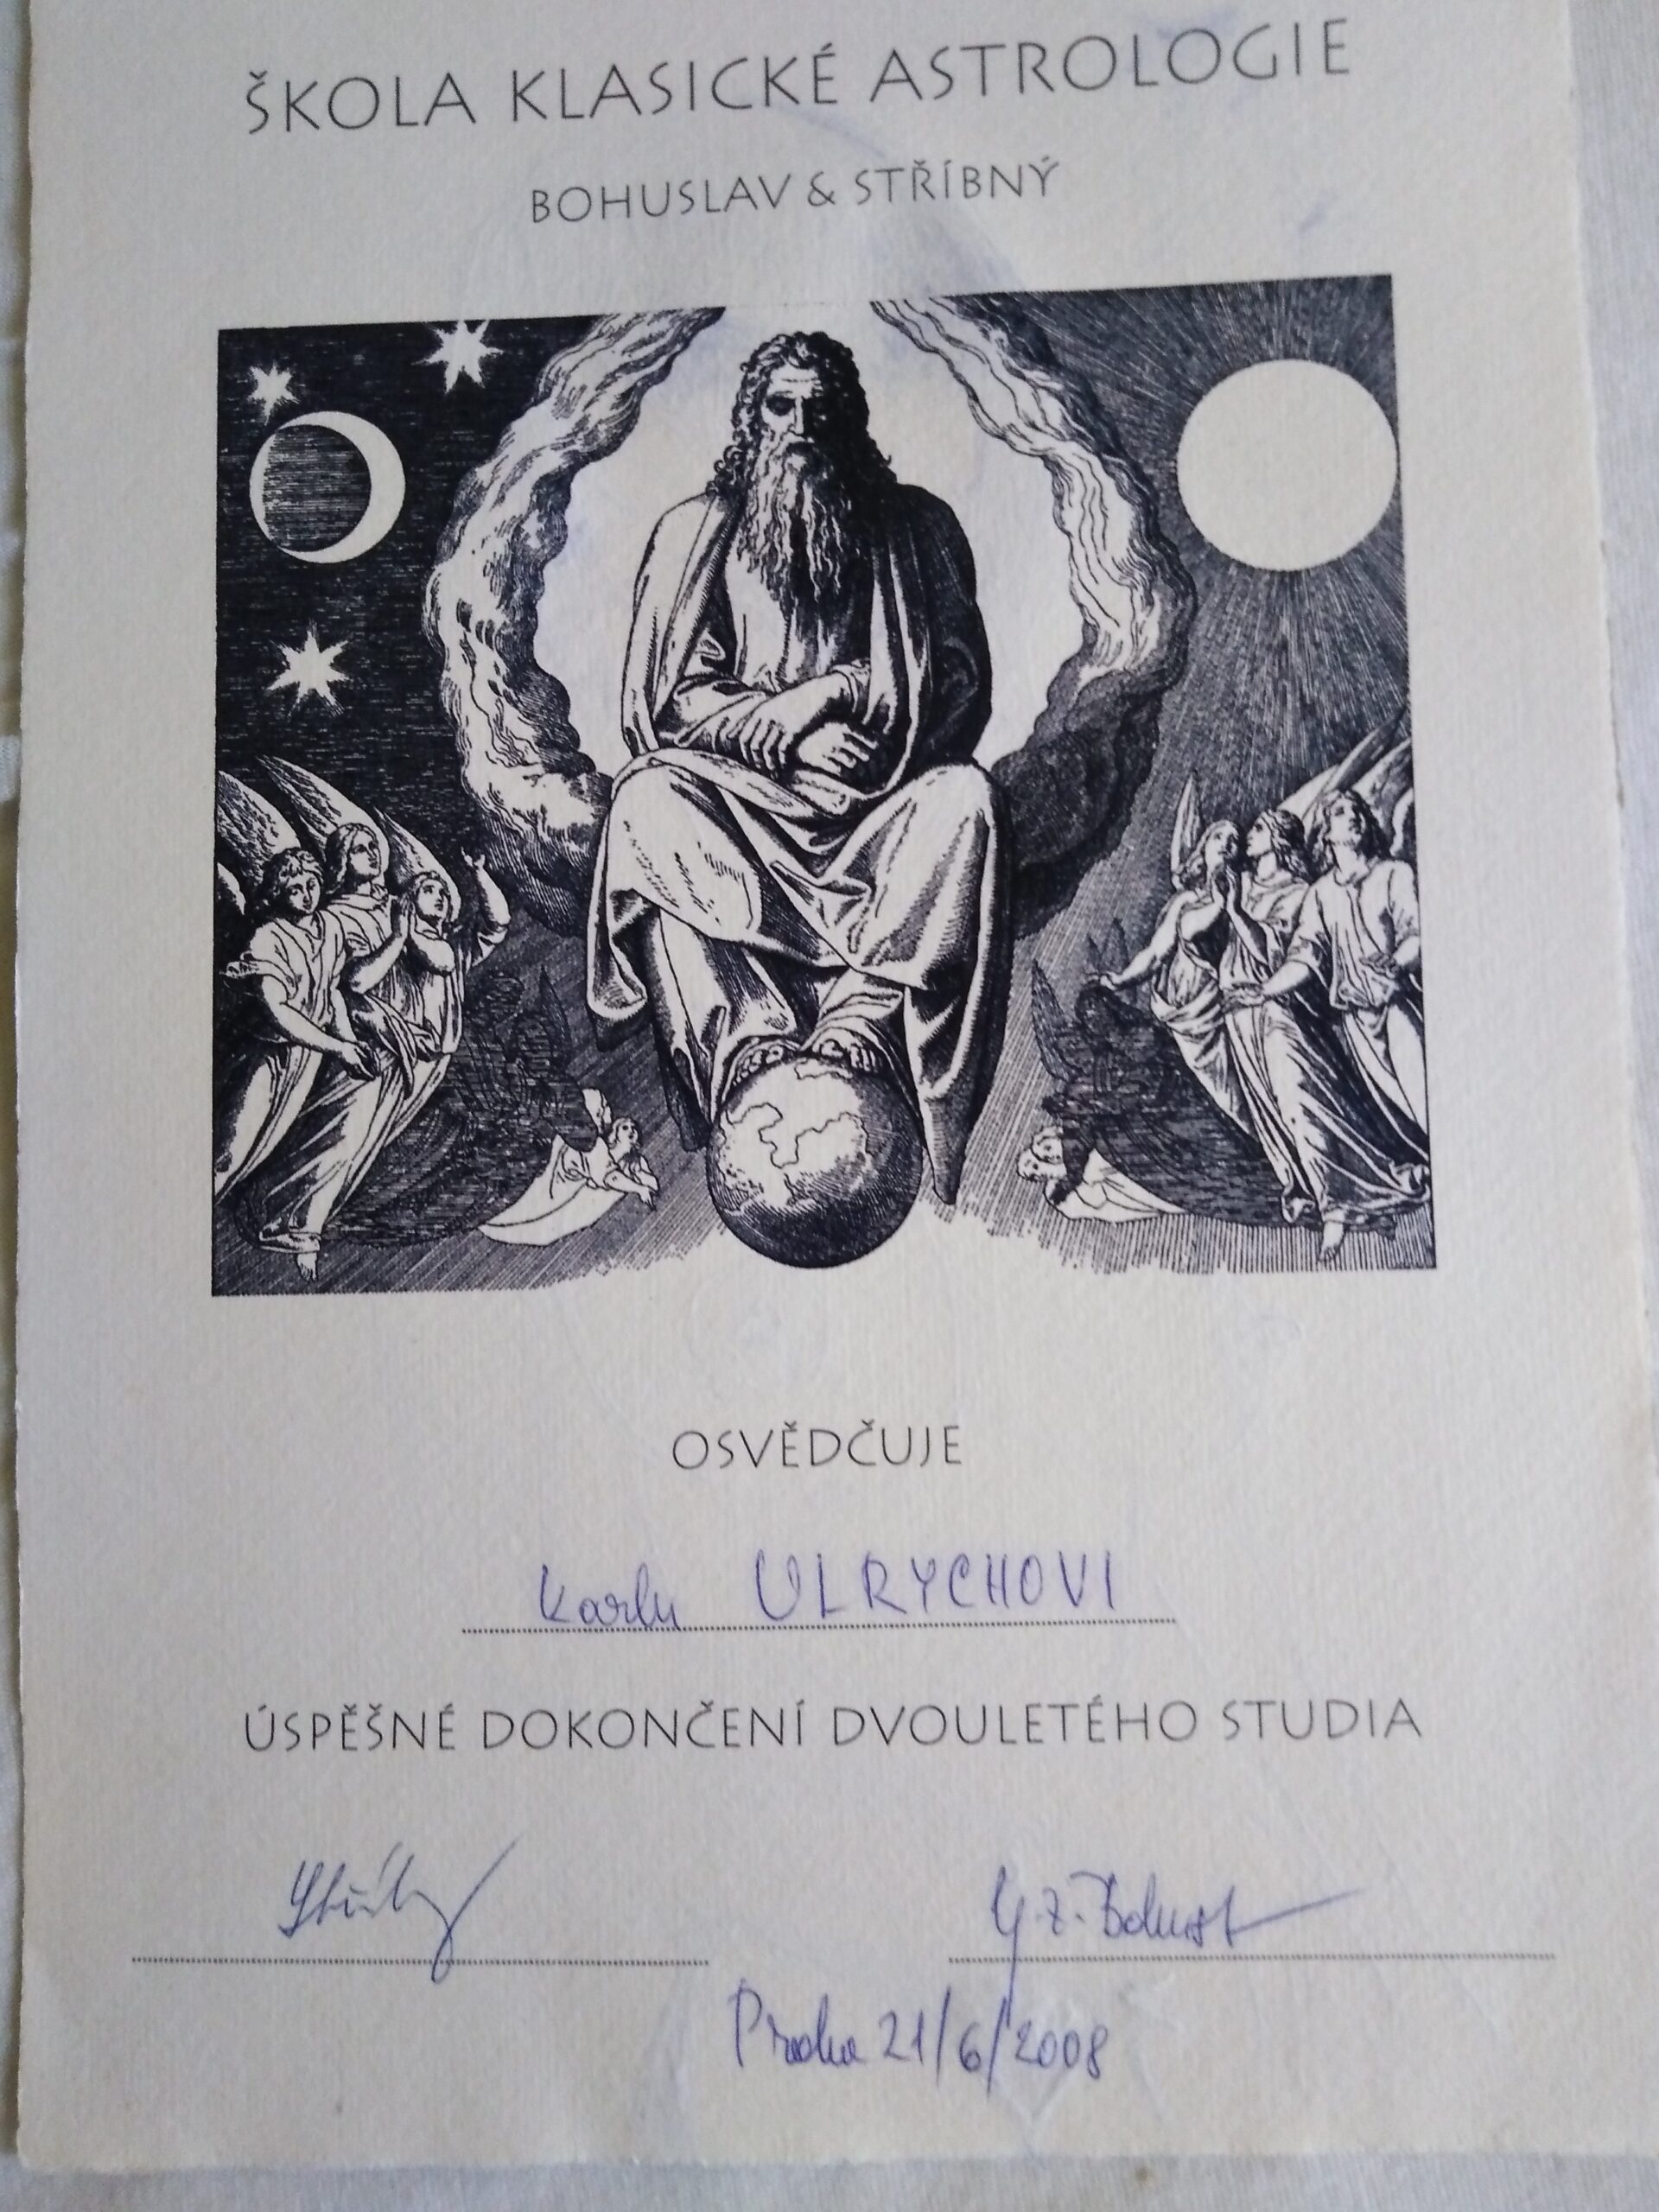 ŠKOLA KLASICKÉ ASTROLOGIE
BOHUSLAV & STŘÍBNÝ
OSVĚDČUJE
Karlu ULRYCHOVI
ÚSPĚŠNÉ DOKONČENÍ DVOULETÉHO STUDIA
Praha 21/6/2008